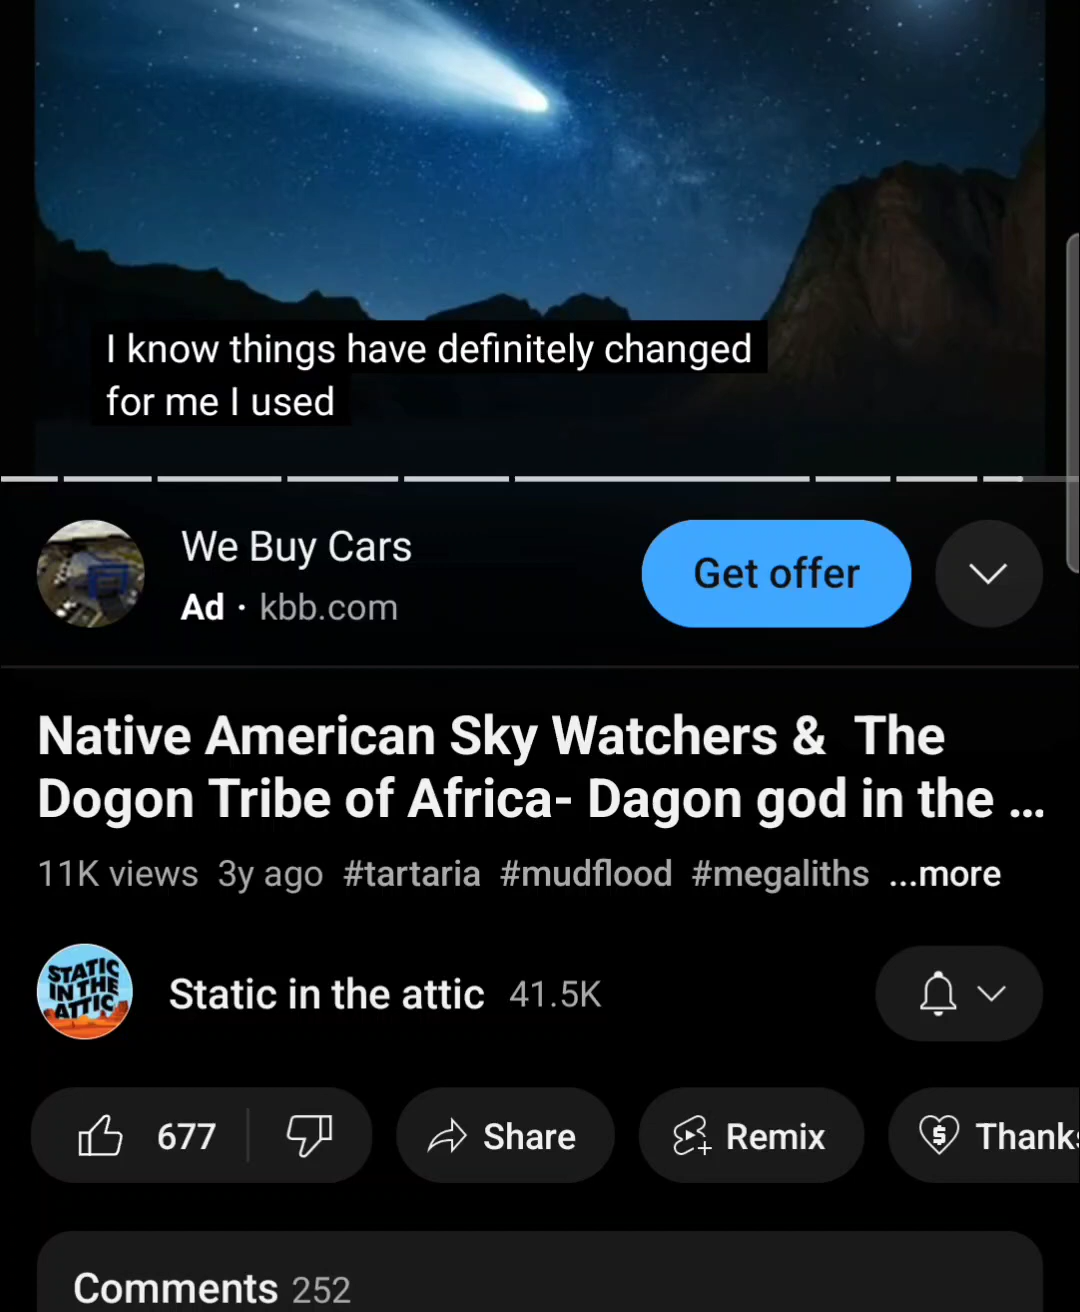 I know things have definitely changed
for me I used
We Buy Cars
Get offer
Ad · kbb.com
Native American Sky Watchers &  The
Dogon Tribe of Africa- Dagon god in the ...
11K views  3y ago  #tartaria  #mudflood  #megaliths  ...more
STATIC
IN THE
ATTIC
Static in the attic  41.5K
677
Share
Remix
Thanks
Comments 252